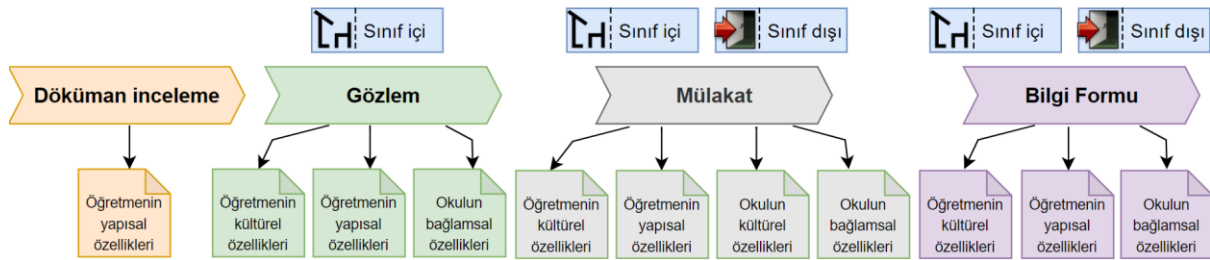 Sınıf içi
Sınıf içi
Sınıf dışı
Sınıf içi
Sınıf dışı
Döküman inceleme
Gözlem
Mülakat
Bilgi Formu
Öğretmenin
yapısal
özellikleri
Öğretmenin
kültürel
özellikleri
Öğretmenin
yapısal
özellikleri
Okulun
bağlamsal
özellikleri
Öğretmenin
kültürel
özellikleri
Öğretmenin
yapısal
özellikleri
Okulun
kültürel
özellikleri
Okulun
bağlamsal
özellikleri
Öğretmenin
kültürel
özellikleri
Öğretmenin
yapısal
özellikleri
Okulun
bağlamsal
özellikleri